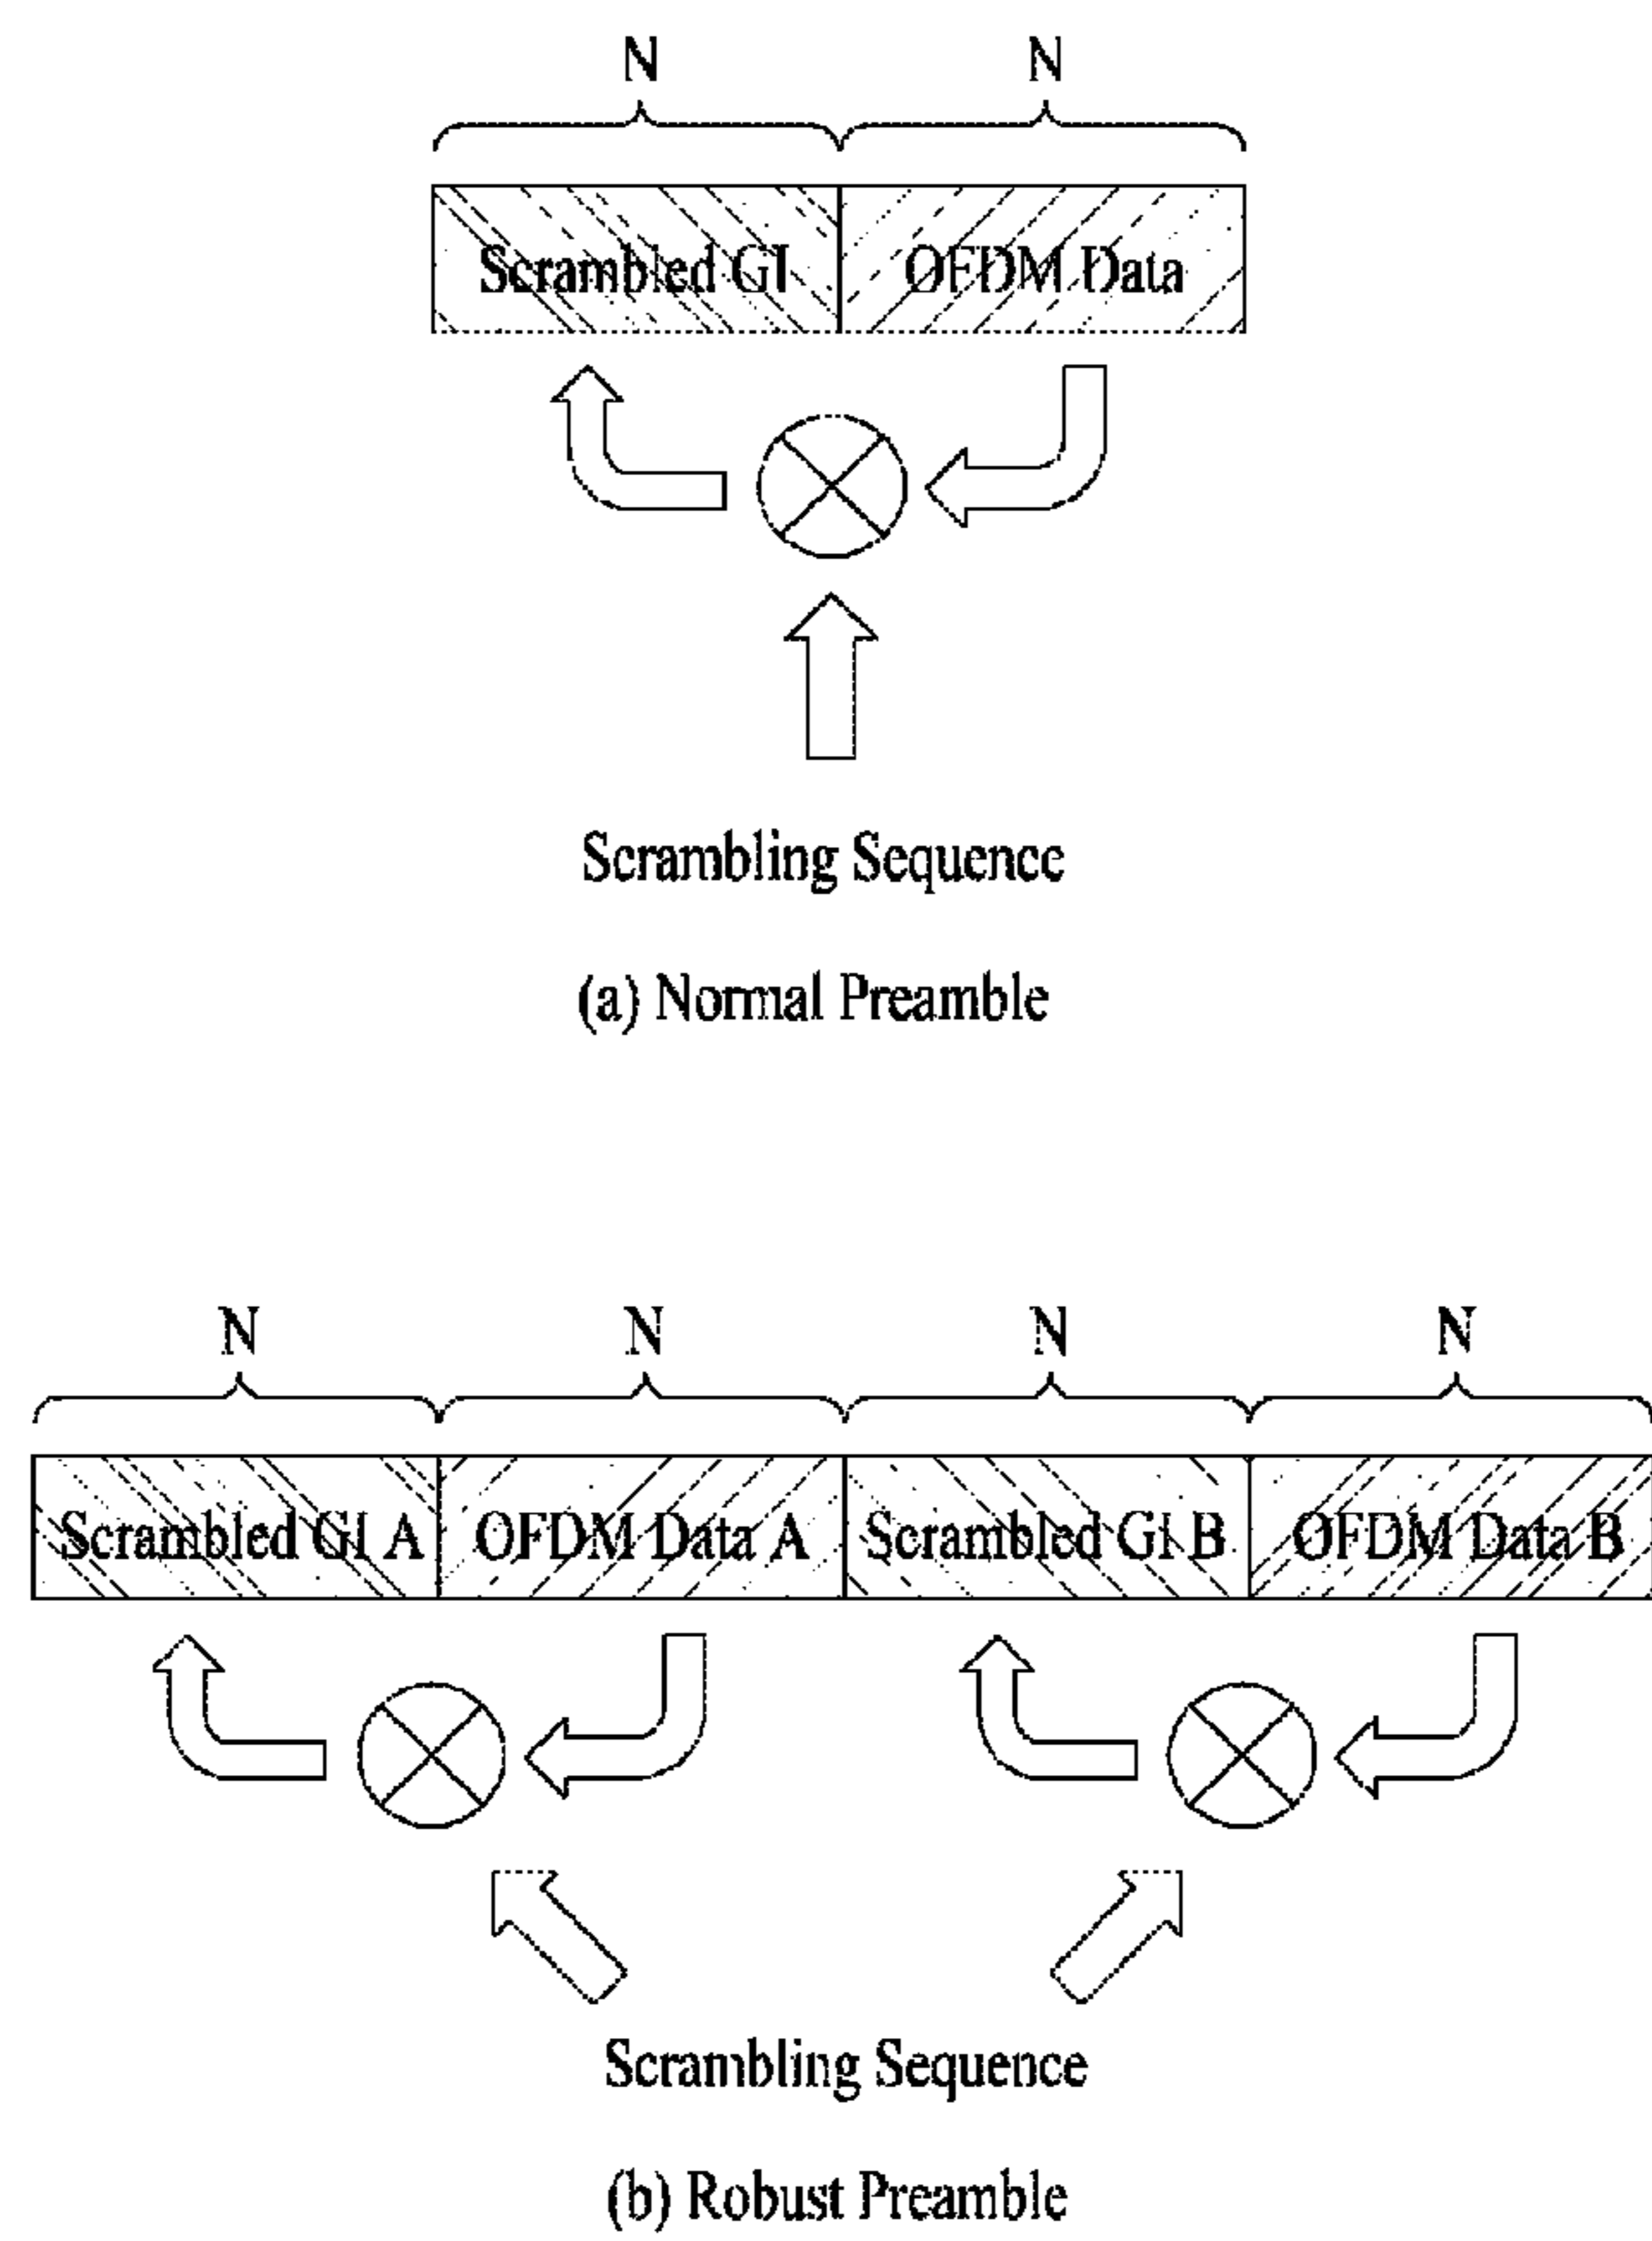 N N
Scrambled GI OFDM Data
Scrambling Sequence
(a) Normal Preamble
N N N N
Scrambled GI A OFDM Data A Scrambled GI B OFDM Data B
Scrambling Sequence
(b) Robust Preamble